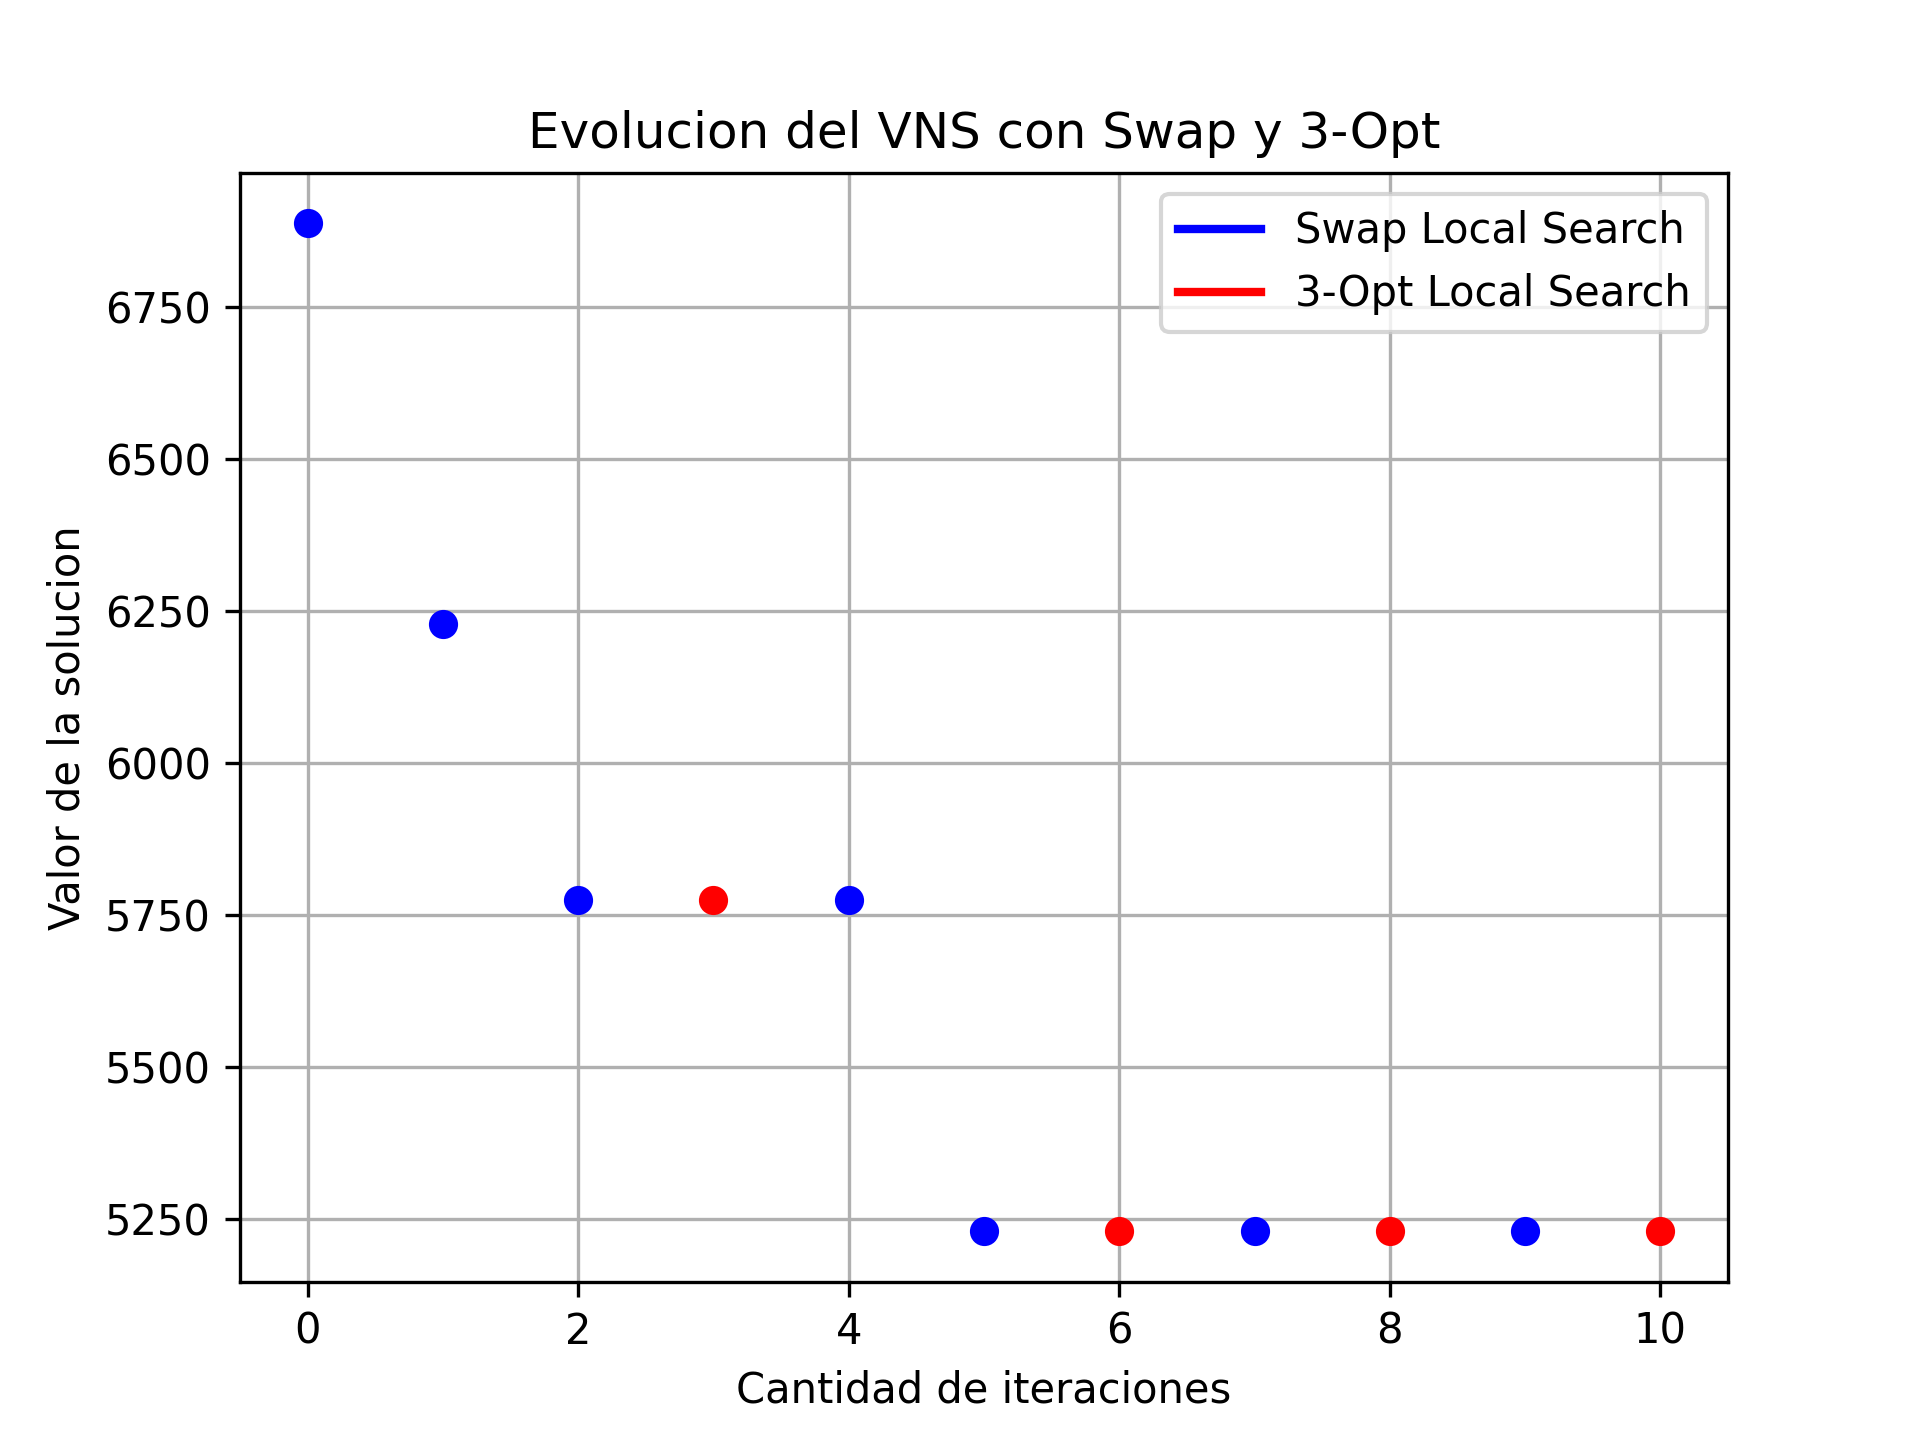 Evolucion del VNS con Swap y 3-Opt
Swap Local Search
3-Opt Local Search
Valor de la solucion
6750
6500
6250
6000
5750
5500
5250
0 2 4 6 8 10
Cantidad de iteraciones